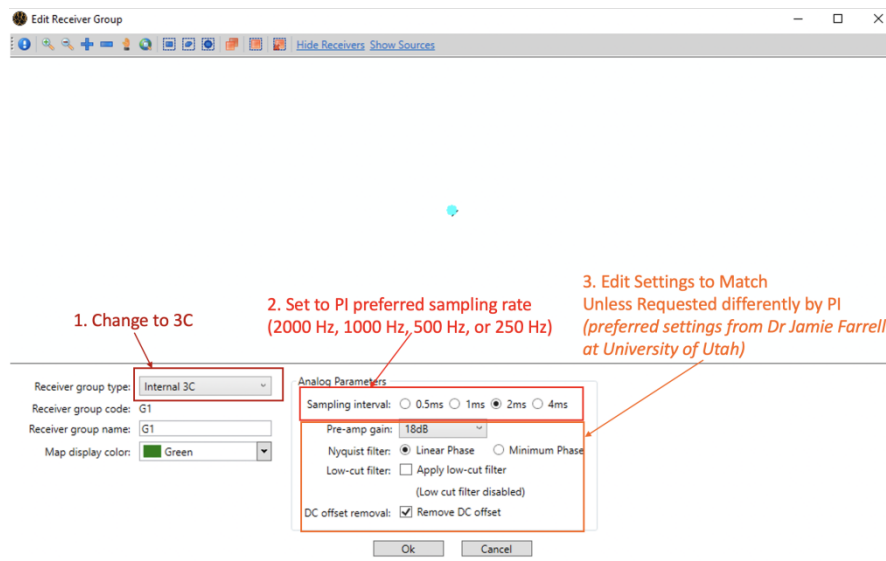 Edit Receiver Group
Hide Receivers Show Sources
3. Edit Settings to Match
Unless Requested differently by PI
(preferred settings from Dr Jamie Farrell
at University of Utah)
2. Set to PI preferred sampling rate
(2000 Hz, 1000 Hz, 500 Hz, or 250 Hz)
1. Change to 3C
Receiver group type: Internal 3C
Receiver group code: G1
Receiver group name: G1
Map display color: Green
Analog Parameters
Sampling interval: 0.5ms 1ms 2ms 4ms
Pre-amp gain: 18dB
Nyquist filter: Linear Phase Minimum Phase
Low-cut filter: Apply low-cut filter
(Low cut filter disabled)
DC offset removal: Remove DC offset
Ok Cancel